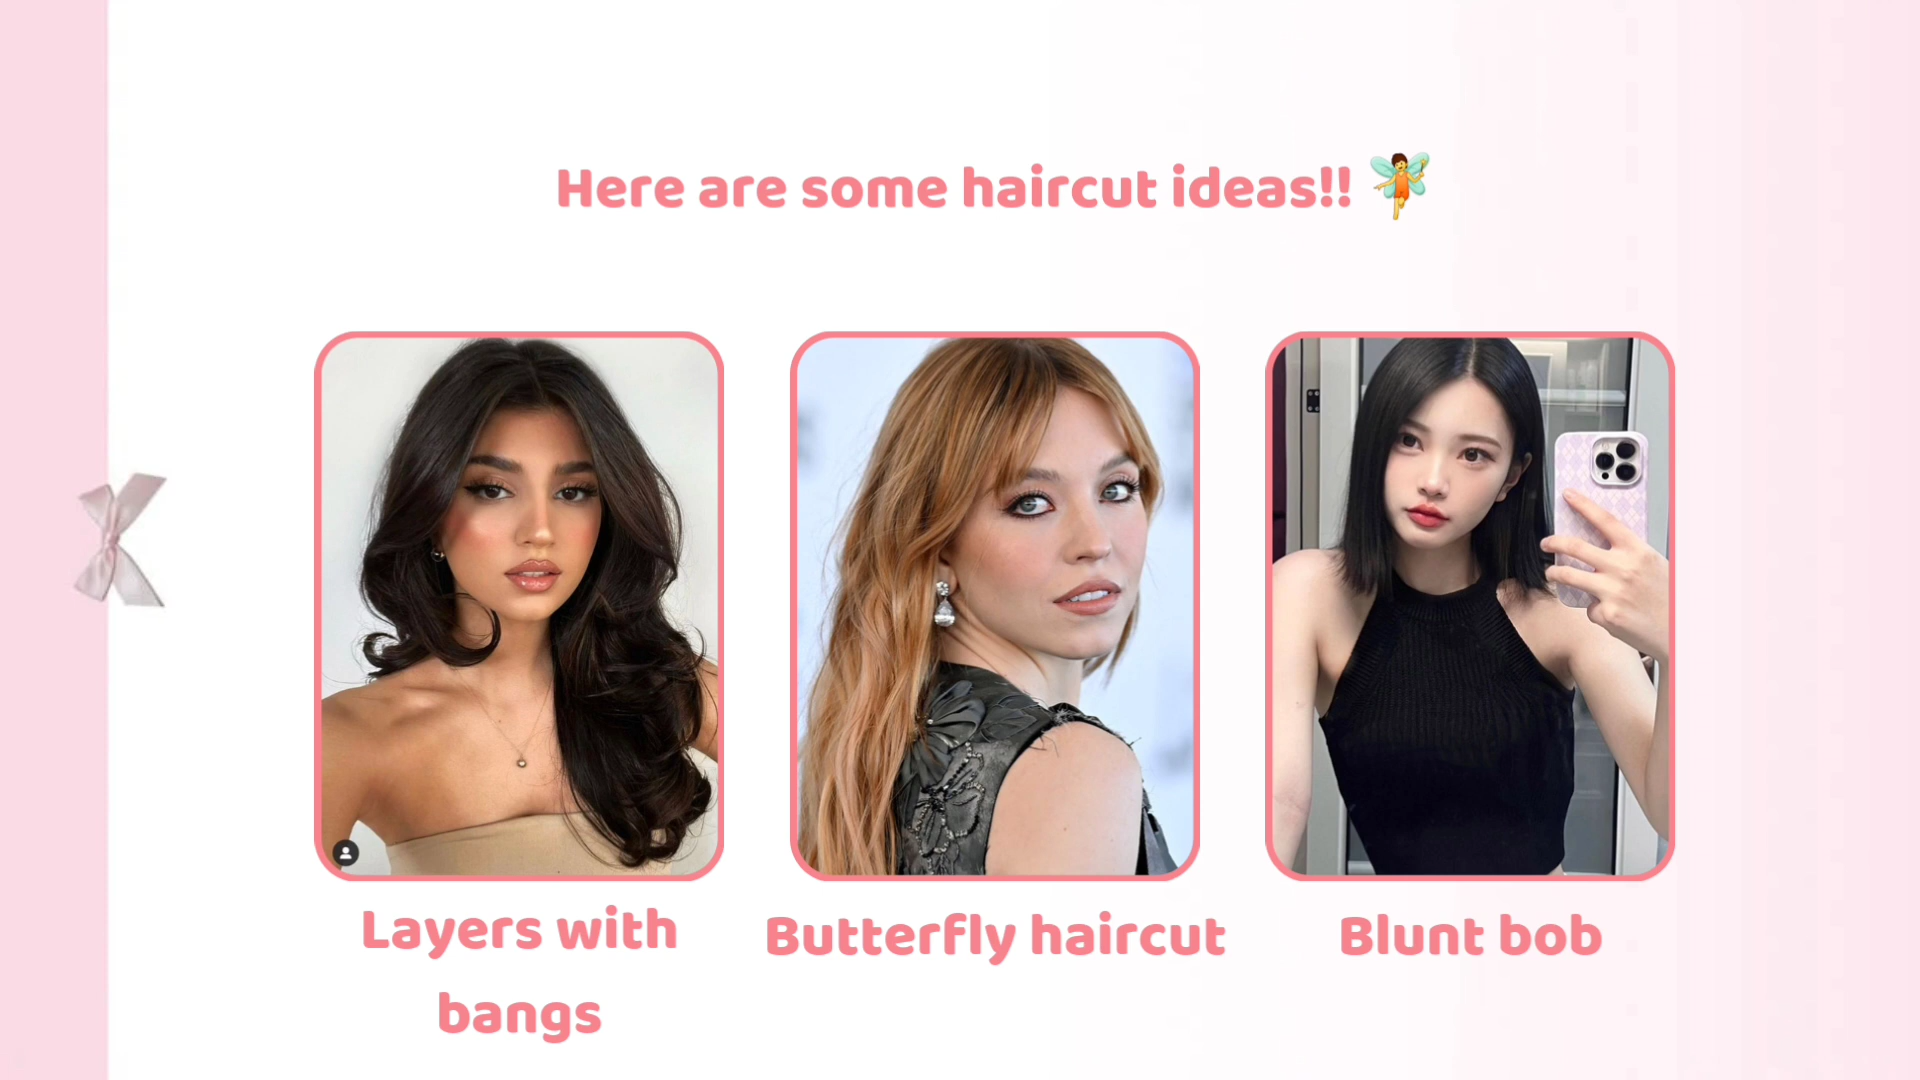 Here are some haircut ideas!! 🧚
Layers with
bangs
Butterfly haircut
Blunt bob